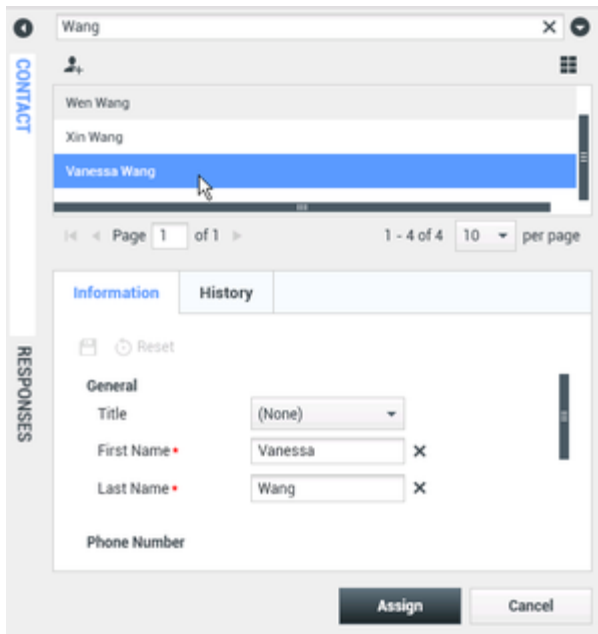 Wang
CONTACT
Wen Wang
Xin Wang
Vanessa Wang
Page 1 of 1 1 - 4 of 4 10 per page
Information History
Reset
RESPONSES
General
Title (None)
First Name • Vanessa
Last Name • Wang
Phone Number
Assign Cancel